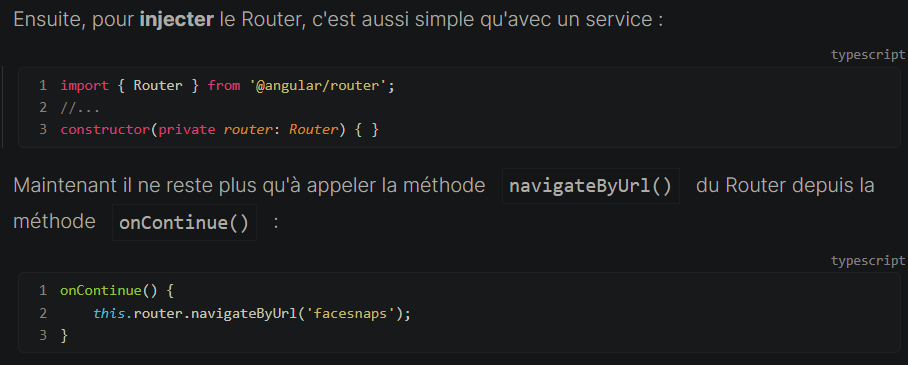 Ensuite, pour injecter le Router, c'est aussi simple qu'avec un service :
typescript
1 import { Router } from '@angular/router';
2 //...
3 constructor(private router: Router) { }
Maintenant il ne reste plus qu'à appeler la méthode navigateByUrl() du Router depuis la
méthode onContinue() :
typescript
1 onContinue() {
2     this.router.navigateByUrl('facesnaps');
3 }